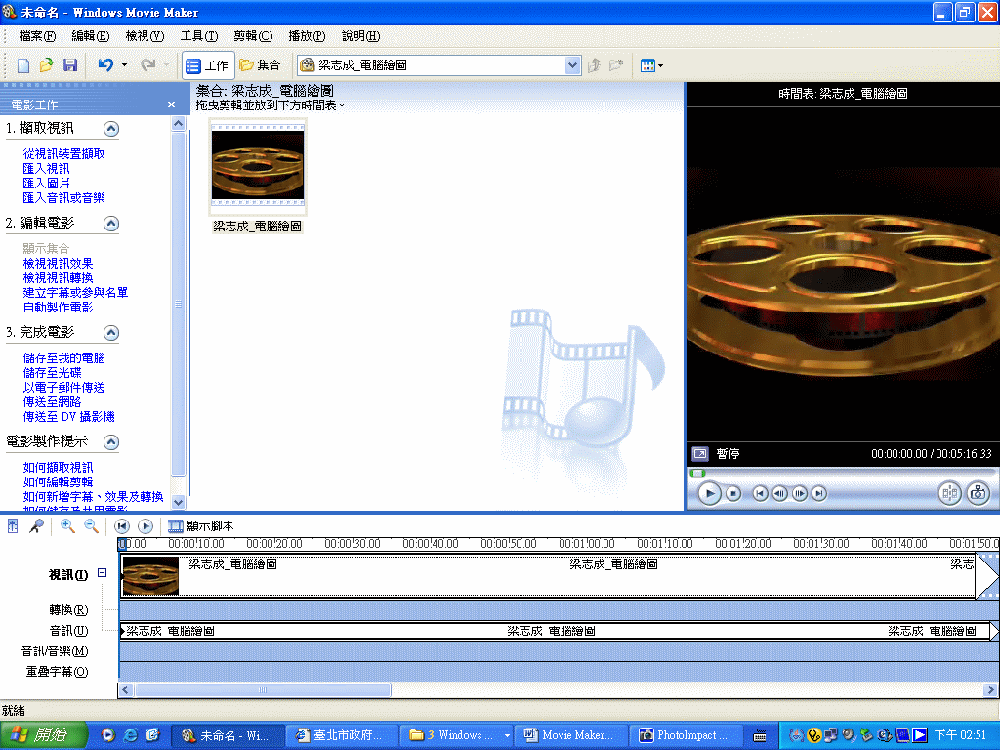 未命名 - Windows Movie Maker
檔案(F) 編輯(E) 檢視(V) 工具(T) 剪輯(C) 播放(P) 說明(H)
工作 集合 梁志成_電腦繪圖
電影工作
1. 擷取視訊
從視訊裝置擷取
匯入視訊
匯入圖片
匯入音訊或音樂
2. 編輯電影
顯示集合
檢視視訊效果
檢視視訊轉換
建立字幕或參與名單
自動製作電影
3. 完成電影
儲存至我的電腦
儲存至光碟
以電子郵件傳送
傳送至網路
傳送至 DV 攝影機
電影製作提示
如何擷取視訊
如何編輯剪輯
如何新增字幕、效果及轉換
如何儲存及共用電影
集合: 梁志成_電腦繪圖
拖曳剪輯並放到下方時間表。
梁志成_電腦繪圖
時間表: 梁志成_電腦繪圖
暫停 00:00:00.00 / 00:05:16.33
顯示腳本
0.00 00:00:10.00 00:00:20.00 00:00:30.00 00:00:40.00 00:00:50.00 00:01:00.00 00:01:10.00 00:01:20.00 00:01:30.00 00:01:40.00 00:01:50.0
視訊(I) 梁志成_電腦繪圖 梁志成_電腦繪圖 梁志
轉換(R)
音訊(U) 梁志成_電腦繪圖 梁志成_電腦繪圖 梁志成_電腦繪圖
音訊/音樂(M)
重疊字幕(O)
就緒
開始 未命名 - Wi... 臺北市政府... 3 Windows ... Movie Maker... PhotoImpact ... 下午 02:51